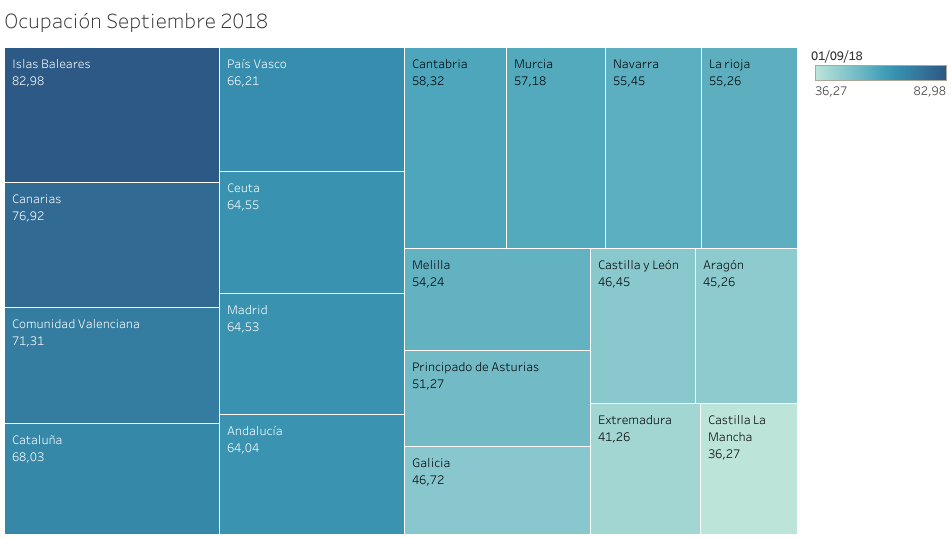 Ocupación Septiembre 2018
Islas Baleares
82,98
Canarias
76,92
Comunidad Valenciana
71,31
Cataluña
68,03
País Vasco
66,21
Ceuta
64,55
Madrid
64,53
Andalucía
64,04
Cantabria
58,32
Murcia
57,18
Navarra
55,45
La rioja
55,26
Melilla
54,24
Principado de Asturias
51,27
Galicia
46,72
Castilla y León
46,45
Aragón
45,26
Extremadura
41,26
Castilla La
Mancha
36,27
01/09/18
36,27
82,98